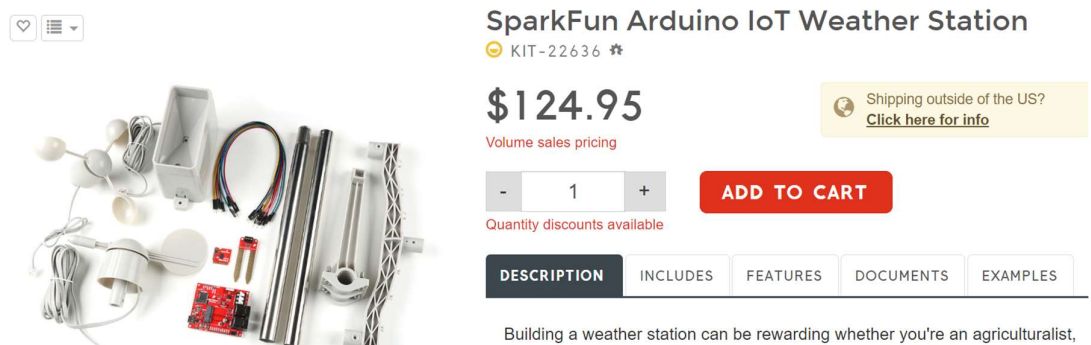 SparkFun Arduino IoT Weather Station
KIT-22636
$124.95
Volume sales pricing
Shipping outside of the US?
Click here for info
- 1 +
ADD TO CART
Quantity discounts available
DESCRIPTION INCLUDES FEATURES DOCUMENTS EXAMPLES
Building a weather station can be rewarding whether you're an agriculturalist,